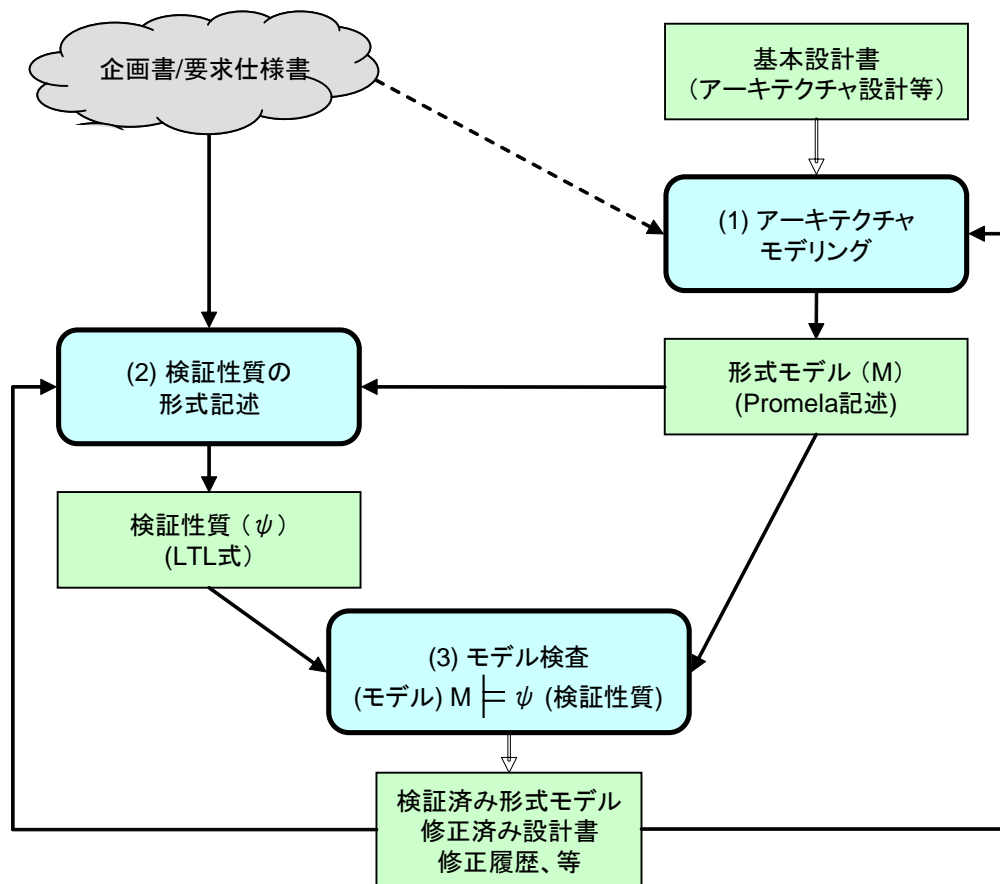 企画書/要求仕様書
基本設計書
（アーキテクチャ設計等）
(1) アーキテクチャ
モデリング
(2) 検証性質の
形式記述
形式モデル（M）
(Promela記述)
検証性質（ψ）
(LTL式）
(3) モデル検査
(モデル) M ⊨ ψ (検証性質)
検証済み形式モデル
修正済み設計書
修正履歴、等